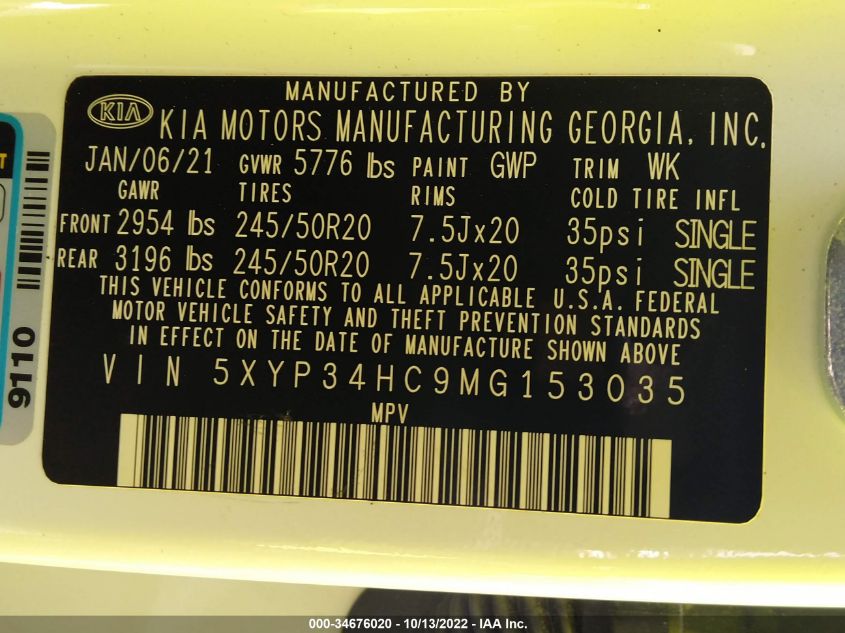 MANUFACTURED BY
KIA KIA MOTORS MANUFACTURING GEORGIA, INC.
JAN/06/21 GVWR 5776 lbs PAINT GWP TRIM WK
GAWR TIRES RIMS COLD TIRE INFL
FRONT 2954 lbs 245/50R20 7.5Jx20 35psi SINGLE
REAR 3196 lbs 245/50R20 7.5Jx20 35psi SINGLE
THIS VEHICLE CONFORMS TO ALL APPLICABLE U.S.A. FEDERAL
MOTOR VEHICLE SAFETY AND THEFT PREVENTION STANDARDS
IN EFFECT ON THE DATE OF MANUFACTURE SHOWN ABOVE
VIN 5XYP34HC9MG153035
MPV
9110
000-34676020 - 10/13/2022 - IAA Inc.